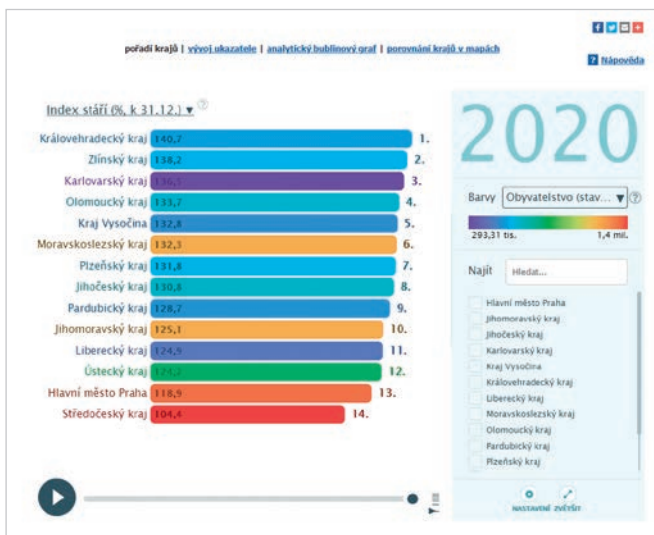 pořadí krajů | vývoj ukazatele | analytický bublinový graf | porovnání krajů v mapách
? Nápověda
Index stáří (%, k 31.12.) ▼ ?
Královehradecký kraj 140,7 1.
Zlínský kraj 138,2 2.
Karlovarský kraj 3.
Olomoucký kraj 133,7 4.
Kraj Vysočina 132,8 5.
Moravskoslezský kraj 132,3 6.
Plzeňský kraj 131,8 7.
Jihočeský kraj 130,8 8.
Pardubický kraj 128,7 9.
Jihomoravský kraj 125,1 10.
Liberecký kraj 124,9 11.
Ústecký kraj 124,2 12.
Hlavní město Praha 118,9 13.
Středočeský kraj 104,4 14.
2020
Barvy Obyvatelstvo (stav... ▼ ?
293,31 tis. 1,4 mil.
Najít Hledat...
Hlavní město Praha
Jihomoravský kraj
Jihočeský kraj
Karlovarský kraj
Kraj Vysočina
Královehradecký kraj
Liberecký kraj
Moravskoslezský kraj
Olomoucký kraj
Pardubický kraj
Plzeňský kraj
NASTAVENÍ ZVĚTŠIT